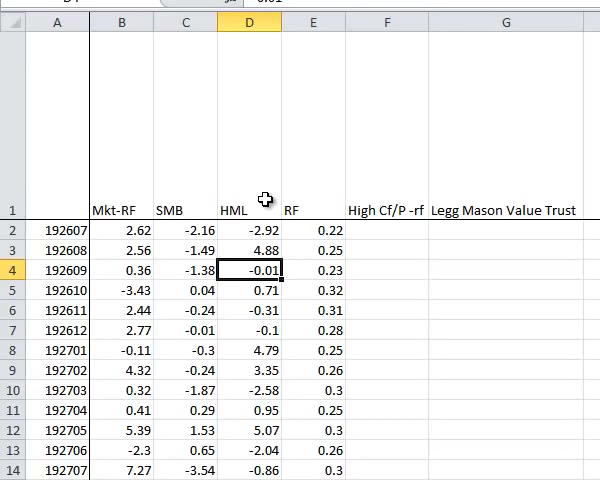 A B C D E F G
1 Mkt-RF SMB HML RF High Cf/P -rf Legg Mason Value Trust
2 192607 2.62 -2.16 -2.92 0.22
3 192608 2.56 -1.49 4.88 0.25
4 192609 0.36 -1.38 -0.01 0.23
5 192610 -3.43 0.04 0.71 0.32
6 192611 2.44 -0.24 -0.31 0.31
7 192612 2.77 -0.01 -0.1 0.28
8 192701 -0.11 -0.3 4.79 0.25
9 192702 4.32 -0.24 3.35 0.26
10 192703 0.32 -1.87 -2.58 0.3
11 192704 0.41 0.29 0.95 0.25
12 192705 5.39 1.53 5.07 0.3
13 192706 -2.3 0.65 -2.04 0.26
14 192707 7.27 -3.54 -0.86 0.3